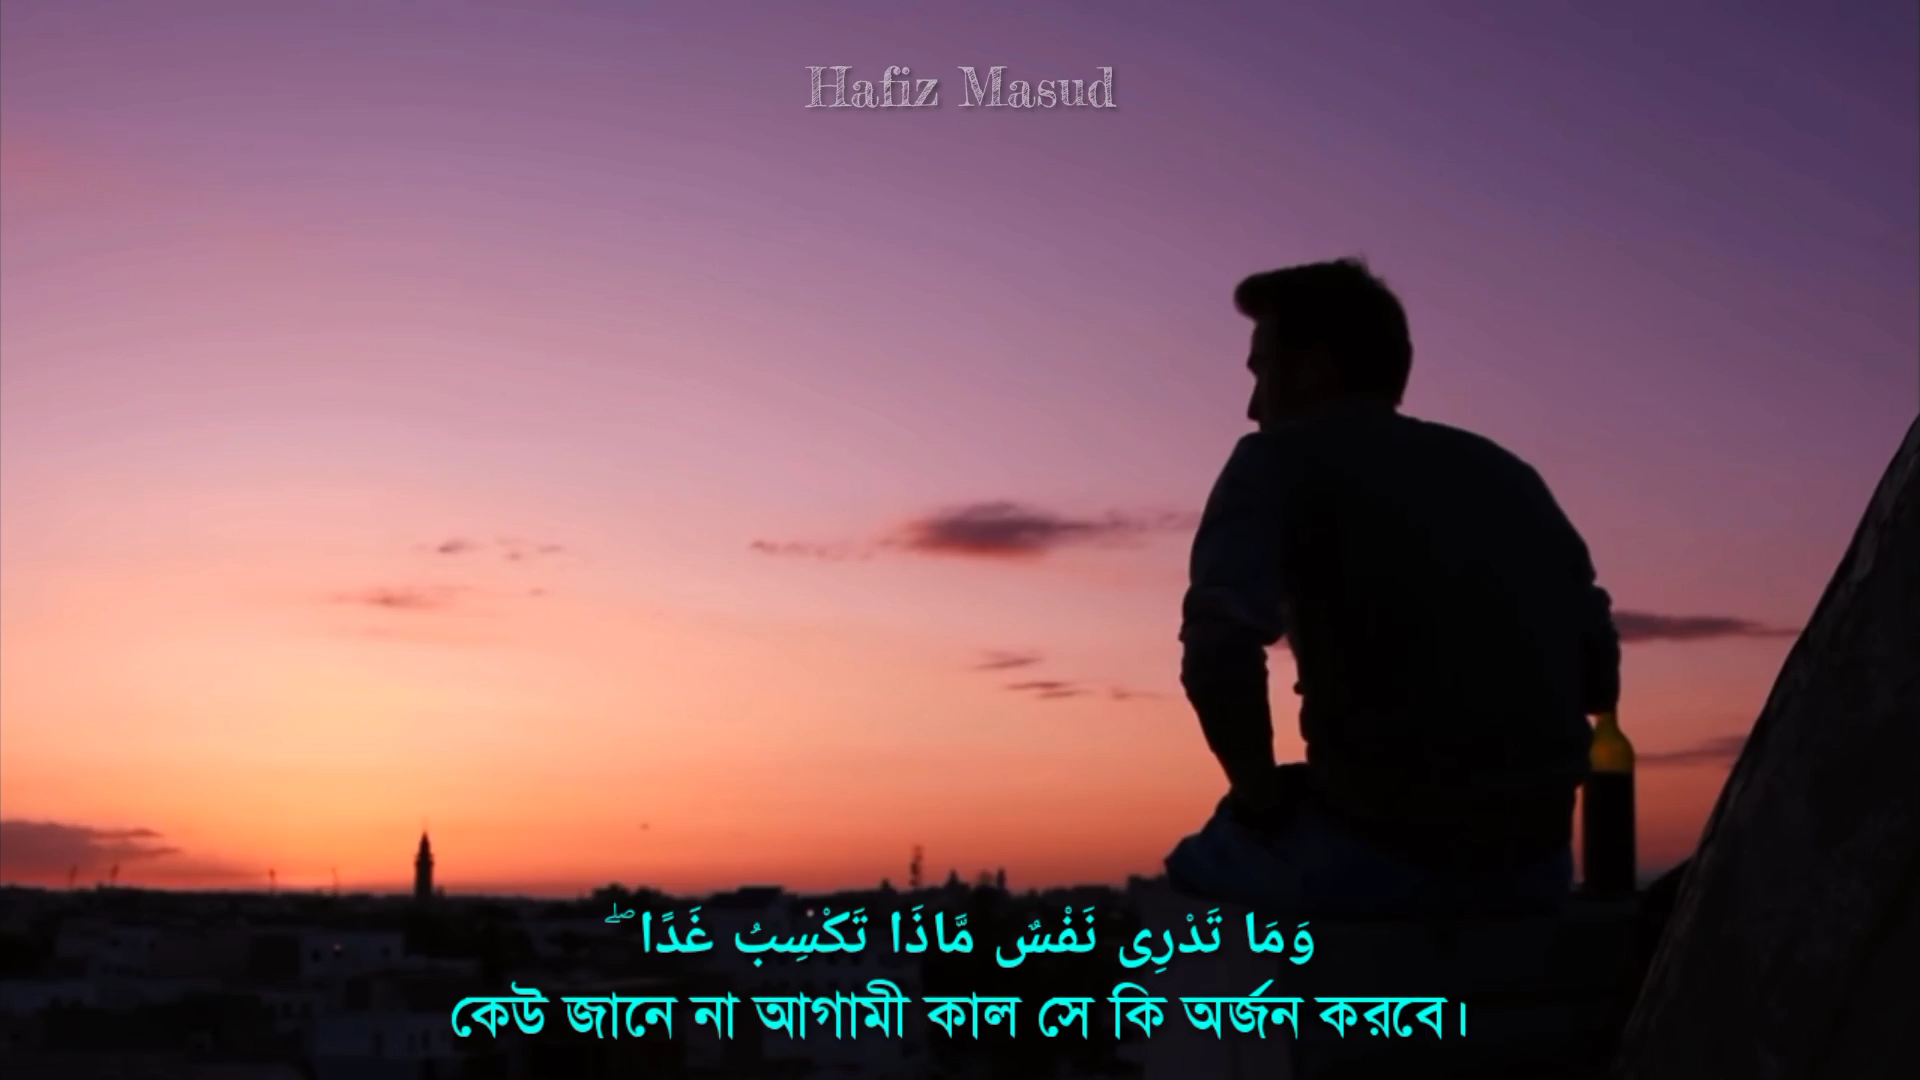 Hafiz Masud
وَمَا تَدْرِى نَفْسٌ مَّاذَا تَكْسِبُ غَدًا ۖ
কেউ জানে না আগামী কাল সে কি অর্জন করবে।